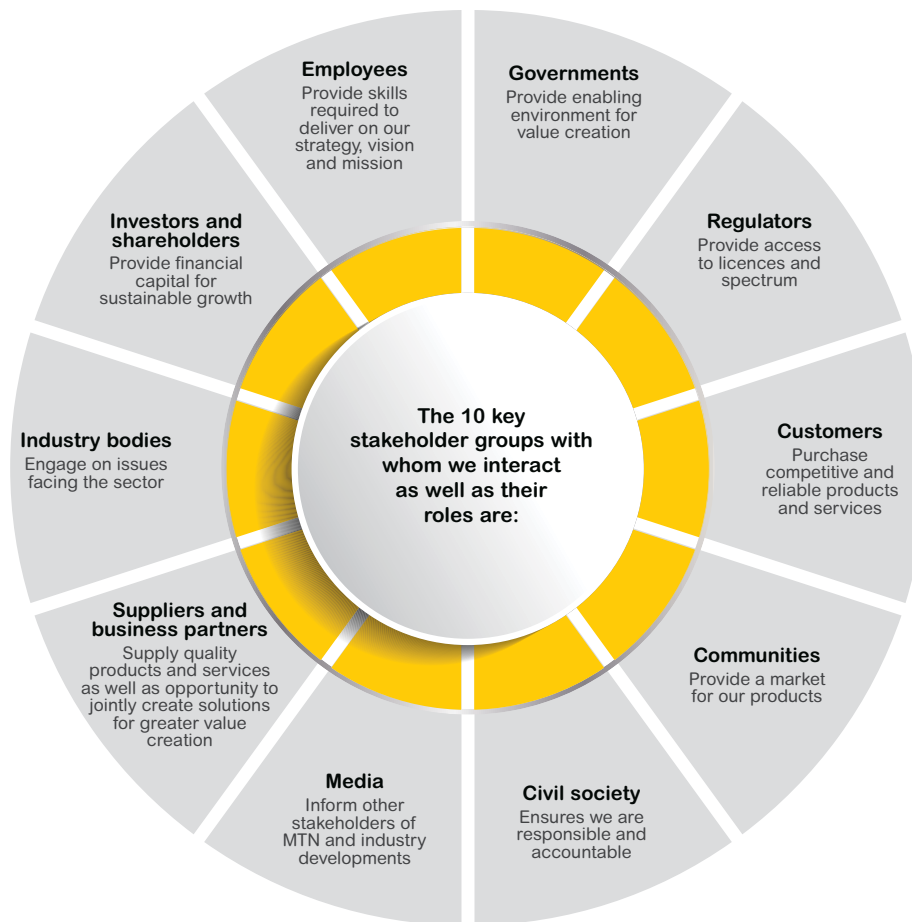 The 10 key
stakeholder groups with
whom we interact
as well as their
roles are:
Employees
Provide skills
required to
deliver on our
strategy, vision
and mission
Governments
Provide enabling
environment for
value creation
Regulators
Provide access
to licences and
spectrum
Customers
Purchase
competitive and
reliable products
and services
Communities
Provide a market
for our products
Civil society
Ensures we are
responsible and
accountable
Media
Inform other
stakeholders of
MTN and industry
developments
Suppliers and
business partners
Supply quality
products and services
as well as opportunity to
jointly create solutions
for greater value
creation
Industry bodies
Engage on issues
facing the sector
Investors and
shareholders
Provide financial
capital for
sustainable growth